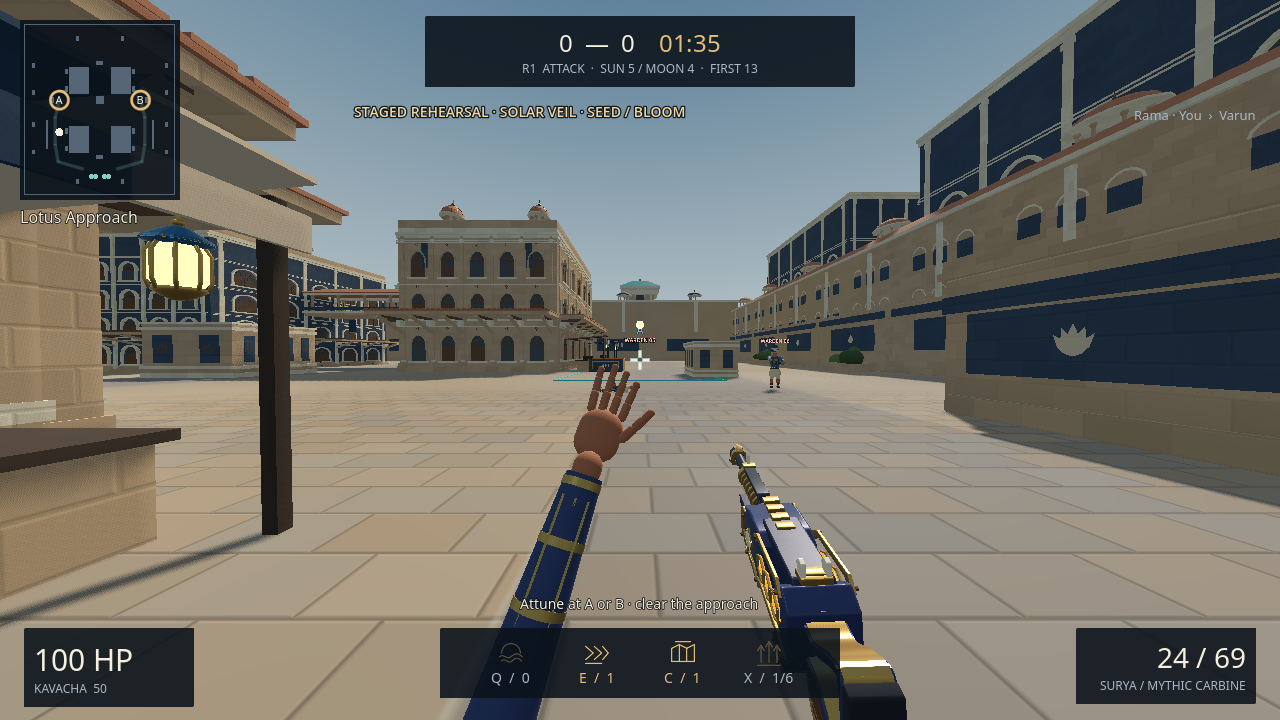 0 — 0 01:35
R1 ATTACK · SUN 5 / MOON 4 · FIRST 13
STAGED REHEARSAL · SOLAR VEIL · SEED / BLOOM
Rama · You › Varun
A
B
Lotus Approach
Attune at A or B · clear the approach
100 HP
KAVACHA 50
Q / 0
E / 1
C / 1
X / 1/6
24 / 69
SURYA / MYTHIC CARBINE